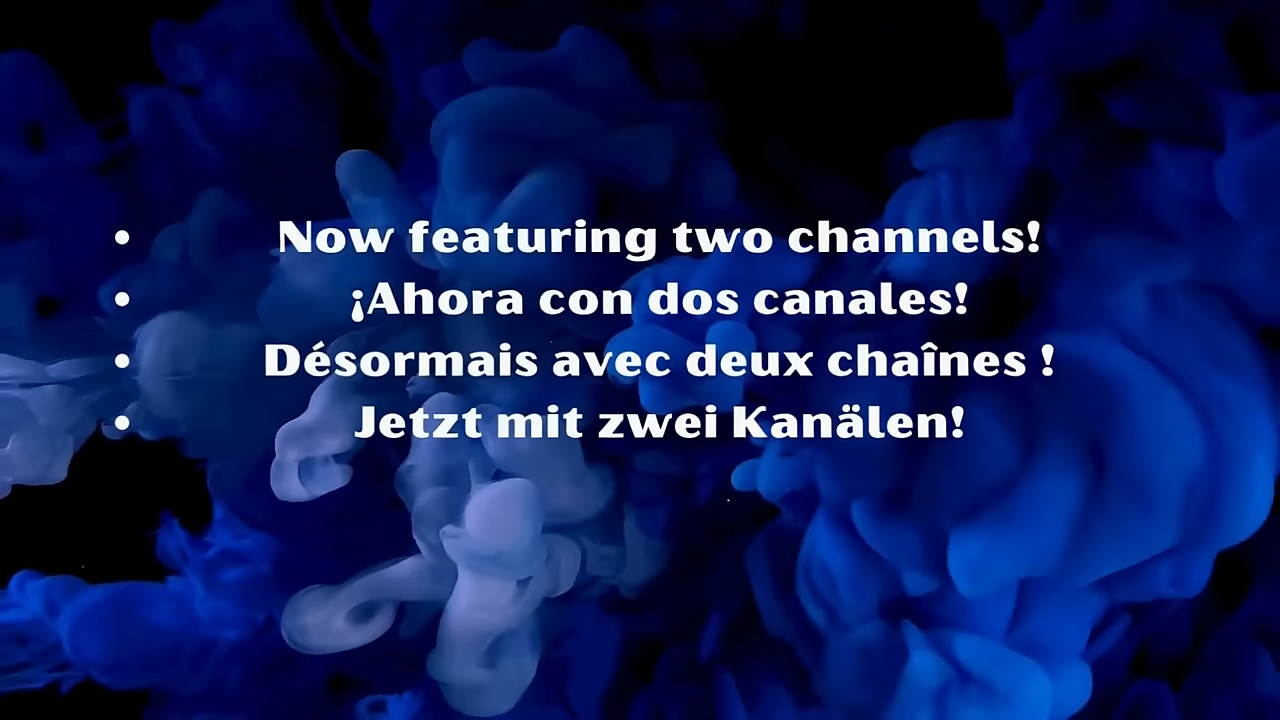 • Now featuring two channels!
• ¡Ahora con dos canales!
• Désormais avec deux chaînes !
• Jetzt mit zwei Kanälen!